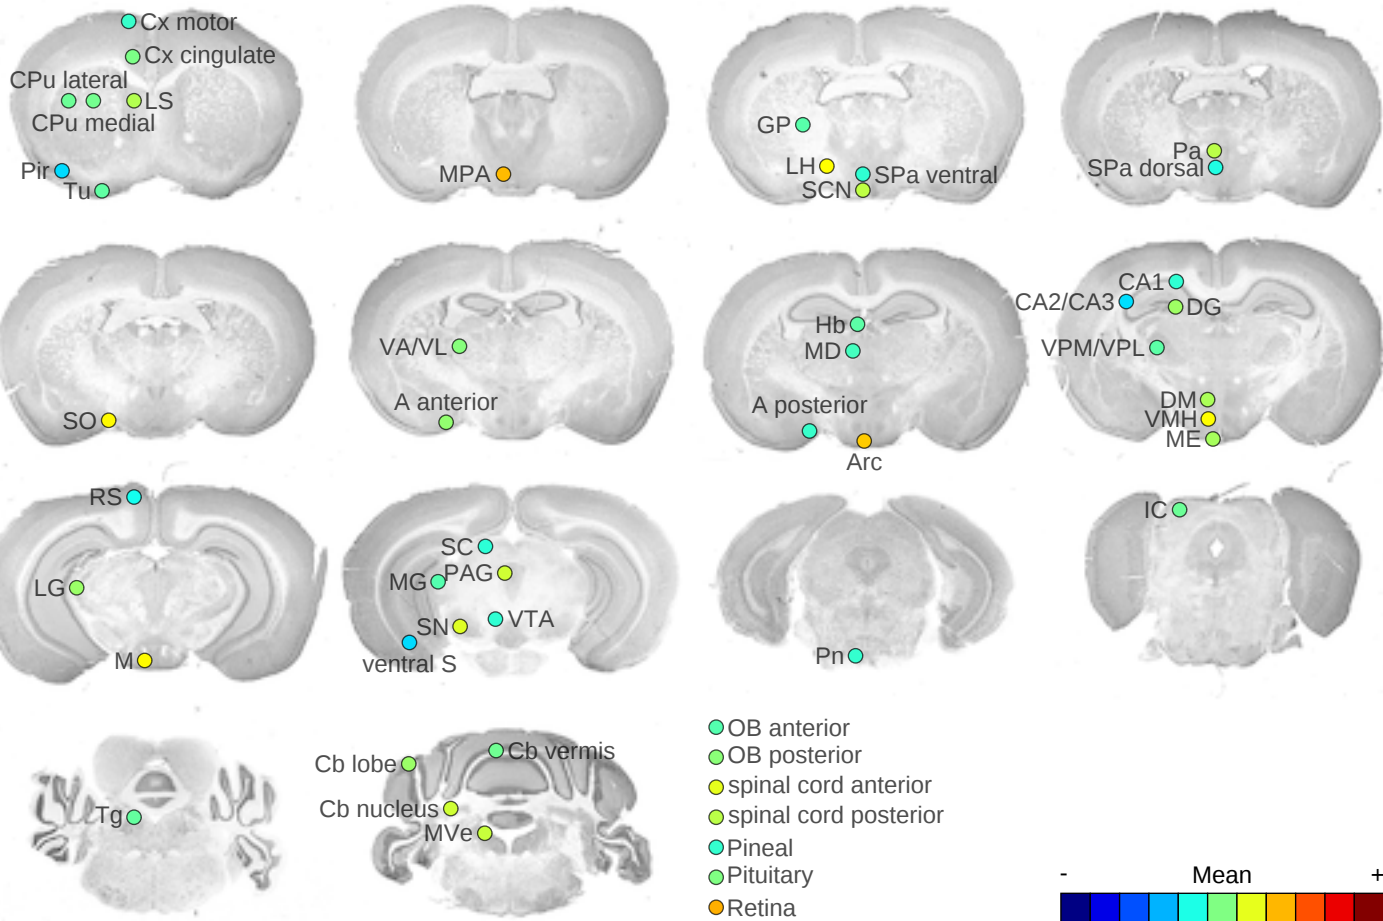 Cx motor
Cx cingulate
CPu lateral
LS
CPu medial
Pir
Tu
MPA
GP
LH
SPa ventral
SCN
Pa
SPa dorsal
SO
VA/VL
A anterior
Hb
MD
A posterior
Arc
CA1
CA2/CA3
DG
VPM/VPL
DM
VMH
ME
RS
LG
M
SC
PAG
MG
VTA
SN
ventral S
Pn
IC
Tg
Cb vermis
Cb lobe
Cb nucleus
MVe
OB anterior
OB posterior
spinal cord anterior
spinal cord posterior
Pineal
Pituitary
Retina
- Mean +